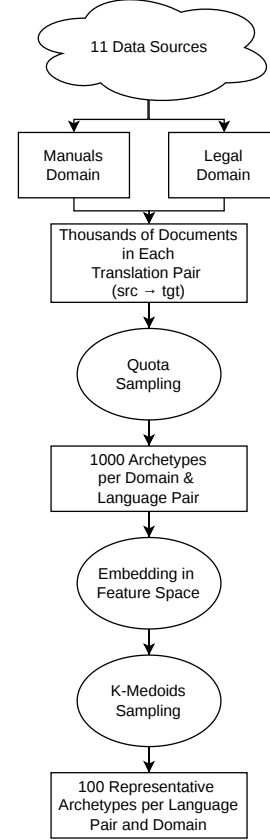 11 Data Sources
Manuals
Domain
Legal
Domain
Thousands of Documents
in Each
Translation Pair
(src → tgt)
Quota
Sampling
1000 Archetypes
per Domain &
Language Pair
Embedding in
Feature Space
K-Medoids
Sampling
100 Representative
Archetypes per Language
Pair and Domain